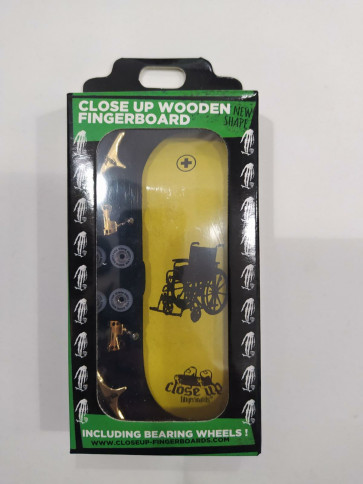 CLOSE UP WOODEN
FINGERBOARD
NEW
SHAPE
close up
fingerboards
INCLUDING BEARING WHEELS !
WWW.CLOSEUP-FINGERBOARDS.COM